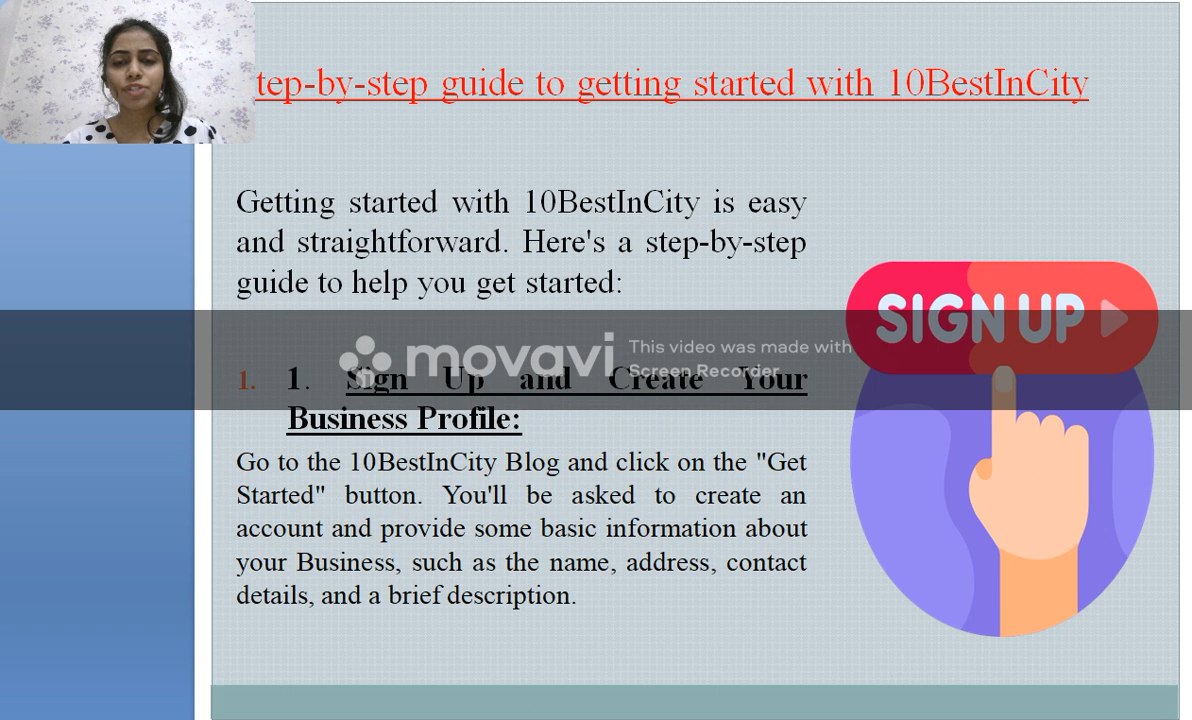 tep-by-step guide to getting started with 10BestInCity
Getting started with 10BestInCity is easy
and straightforward. Here's a step-by-step
guide to help you get started:
SIGN UP
movavi
This video was made with
Screen Recorder
1. 1. Sign Up and Create Your
Business Profile:
Go to the 10BestInCity Blog and click on the "Get
Started" button. You'll be asked to create an
account and provide some basic information about
your Business, such as the name, address, contact
details, and a brief description.